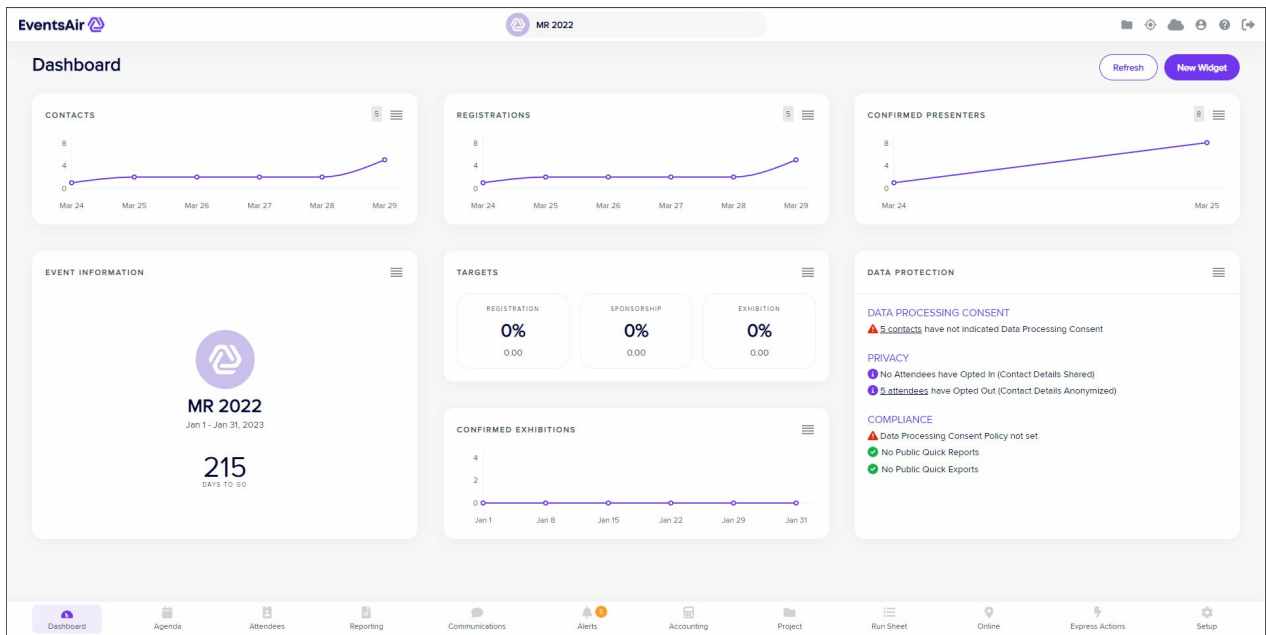 EventsAir
MR 2022
Dashboard
Refresh
New Widget
CONTACTS
5
8
4
0
Mar 24 Mar 25 Mar 26 Mar 27 Mar 28 Mar 29
REGISTRATIONS
5
8
4
0
Mar 24 Mar 25 Mar 26 Mar 27 Mar 28 Mar 29
CONFIRMED PRESENTERS
8
8
4
0
Mar 24 Mar 25
EVENT INFORMATION
MR 2022
Jan 1 - Jan 31, 2023
215
DAYS TO GO
TARGETS
REGISTRATION
0%
0.00
SPONSORSHIP
0%
0.00
EXHIBITION
0%
0.00
CONFIRMED EXHIBITIONS
4
2
0
Jan 1 Jan 8 Jan 15 Jan 22 Jan 29 Jan 31
DATA PROTECTION
DATA PROCESSING CONSENT
5 contacts have not indicated Data Processing Consent
PRIVACY
No Attendees have Opted In (Contact Details Shared)
5 attendees have Opted Out (Contact Details Anonymized)
COMPLIANCE
Data Processing Consent Policy not set
No Public Quick Reports
No Public Quick Exports
Dashboard
Agenda
Attendees
Reporting
Communications
5
Alerts
Accounting
Project
Run Sheet
Online
Express Actions
Setup